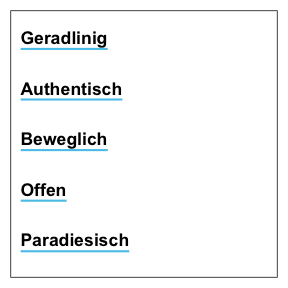 Geradlinig
Authentisch
Beweglich
Offen
Paradiesisch